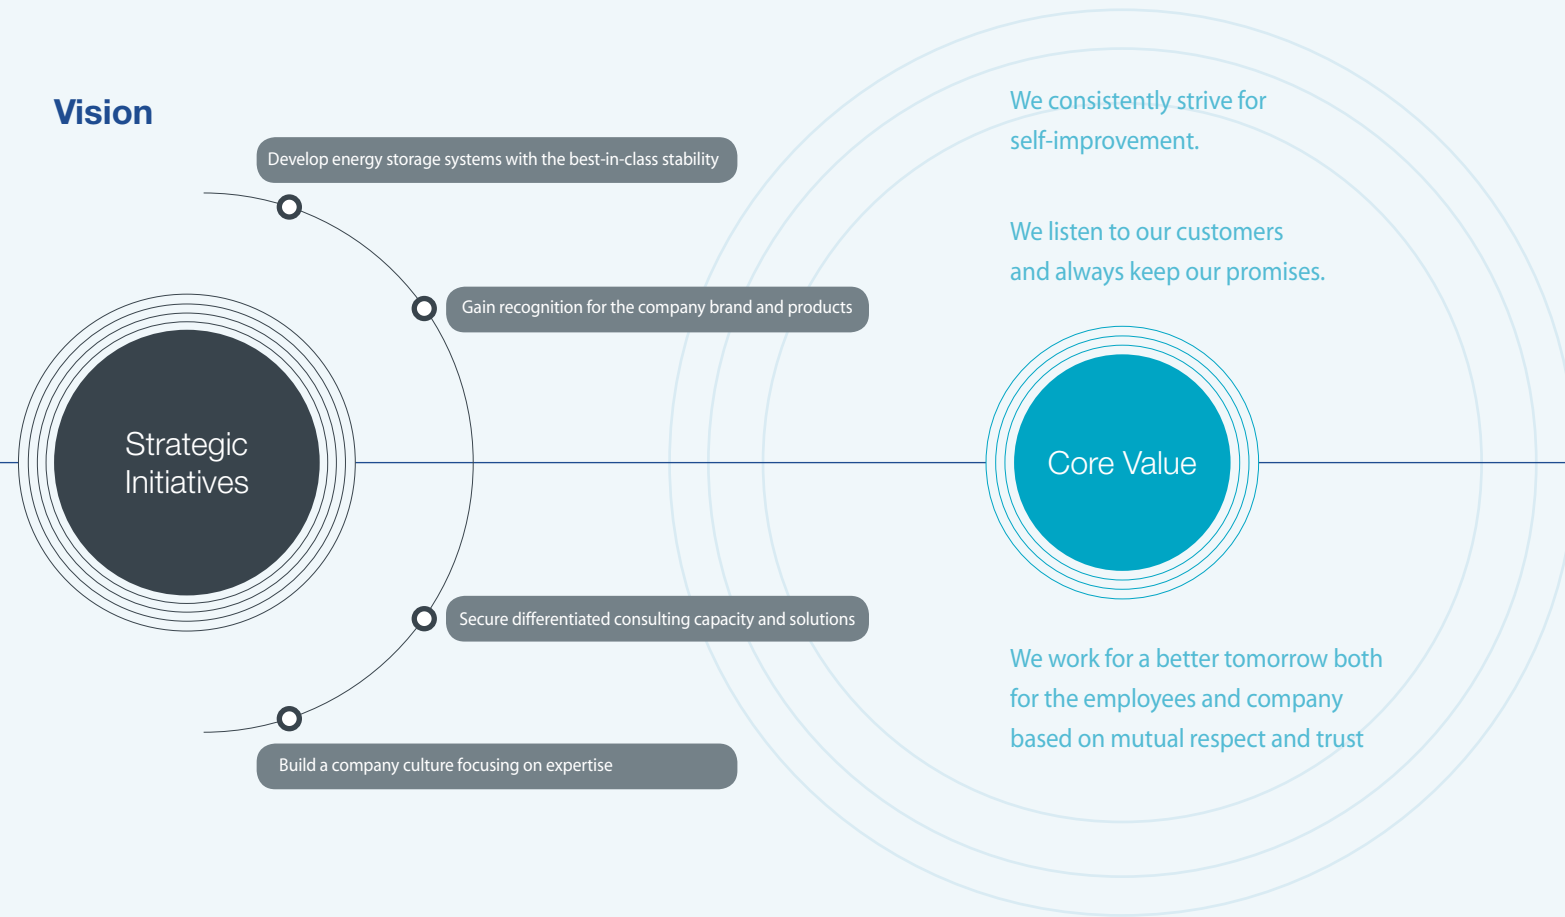 Vision
Develop energy storage systems with the best-in-class stability
Gain recognition for the company brand and products
Strategic
Initiatives
Secure differentiated consulting capacity and solutions
Build a company culture focusing on expertise
We consistently strive for
self-improvement.
We listen to our customers
and always keep our promises.
Core Value
We work for a better tomorrow both
for the employees and company
based on mutual respect and trust